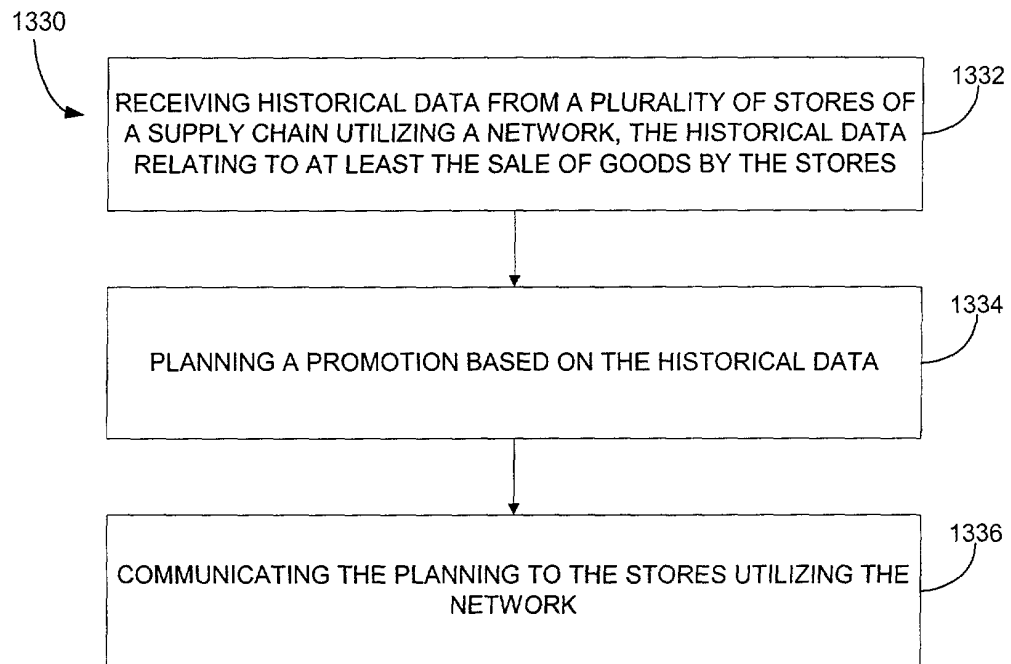 1330
1332
RECEIVING HISTORICAL DATA FROM A PLURALITY OF STORES OF
A SUPPLY CHAIN UTILIZING A NETWORK, THE HISTORICAL DATA
RELATING TO AT LEAST THE SALE OF GOODS BY THE STORES
1334
PLANNING A PROMOTION BASED ON THE HISTORICAL DATA
1336
COMMUNICATING THE PLANNING TO THE STORES UTILIZING THE
NETWORK